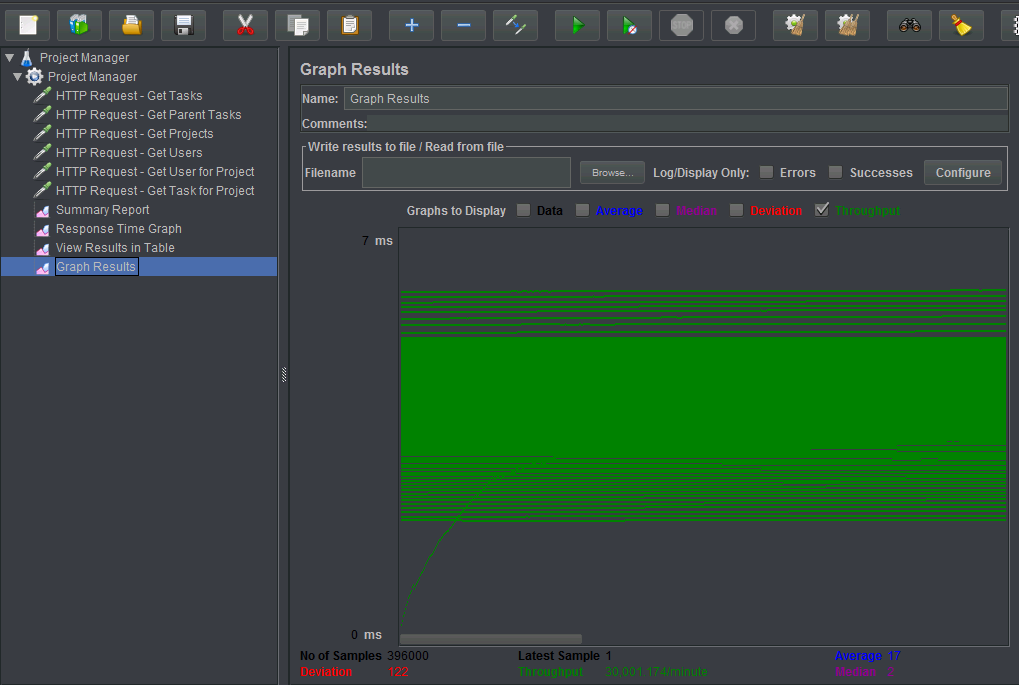 STOP
Project Manager
Project Manager
HTTP Request - Get Tasks
HTTP Request - Get Parent Tasks
HTTP Request - Get Projects
HTTP Request - Get Users
HTTP Request - Get User for Project
HTTP Request - Get Task for Project
Summary Report
Response Time Graph
View Results in Table
Graph Results
Graph Results
Name: Graph Results
Comments:
Write results to file / Read from file
Filename Browse... Log/Display Only: Errors Successes Configure
Graphs to Display Data Average Median Deviation Throughput
7 ms
0 ms
No of Samples 396000 Latest Sample 1 Average 17
Deviation 122 Throughput 30,001.174/minute Median 2